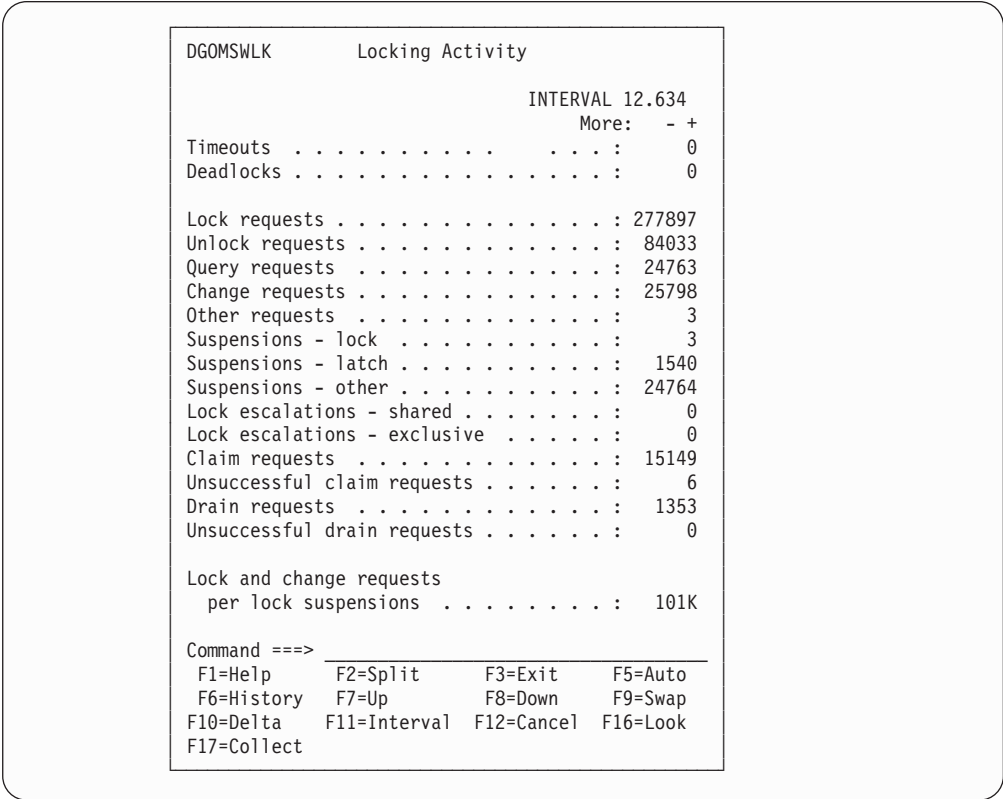 DGOMSWLK Locking Activity
INTERVAL 12.634
More: - +
Timeouts . . . . . . . . . . . . . : 0
Deadlocks . . . . . . . . . . . . . . . : 0
Lock requests . . . . . . . . . . . . . : 277897
Unlock requests . . . . . . . . . . . . : 84033
Query requests . . . . . . . . . . . . : 24763
Change requests . . . . . . . . . . . . : 25798
Other requests . . . . . . . . . . . . : 3
Suspensions - lock . . . . . . . . . . : 3
Suspensions - latch . . . . . . . . . . : 1540
Suspensions - other . . . . . . . . . . : 24764
Lock escalations - shared . . . . . . . : 0
Lock escalations - exclusive . . . . . : 0
Claim requests . . . . . . . . . . . . : 15149
Unsuccessful claim requests . . . . . . : 6
Drain requests . . . . . . . . . . . . : 1353
Unsuccessful drain requests . . . . . . : 0
Lock and change requests
per lock suspensions . . . . . . . . : 101K
Command ===>
F1=Help F2=Split F3=Exit F5=Auto
F6=History F7=Up F8=Down F9=Swap
F10=Delta F11=Interval F12=Cancel F16=Look
F17=Collect